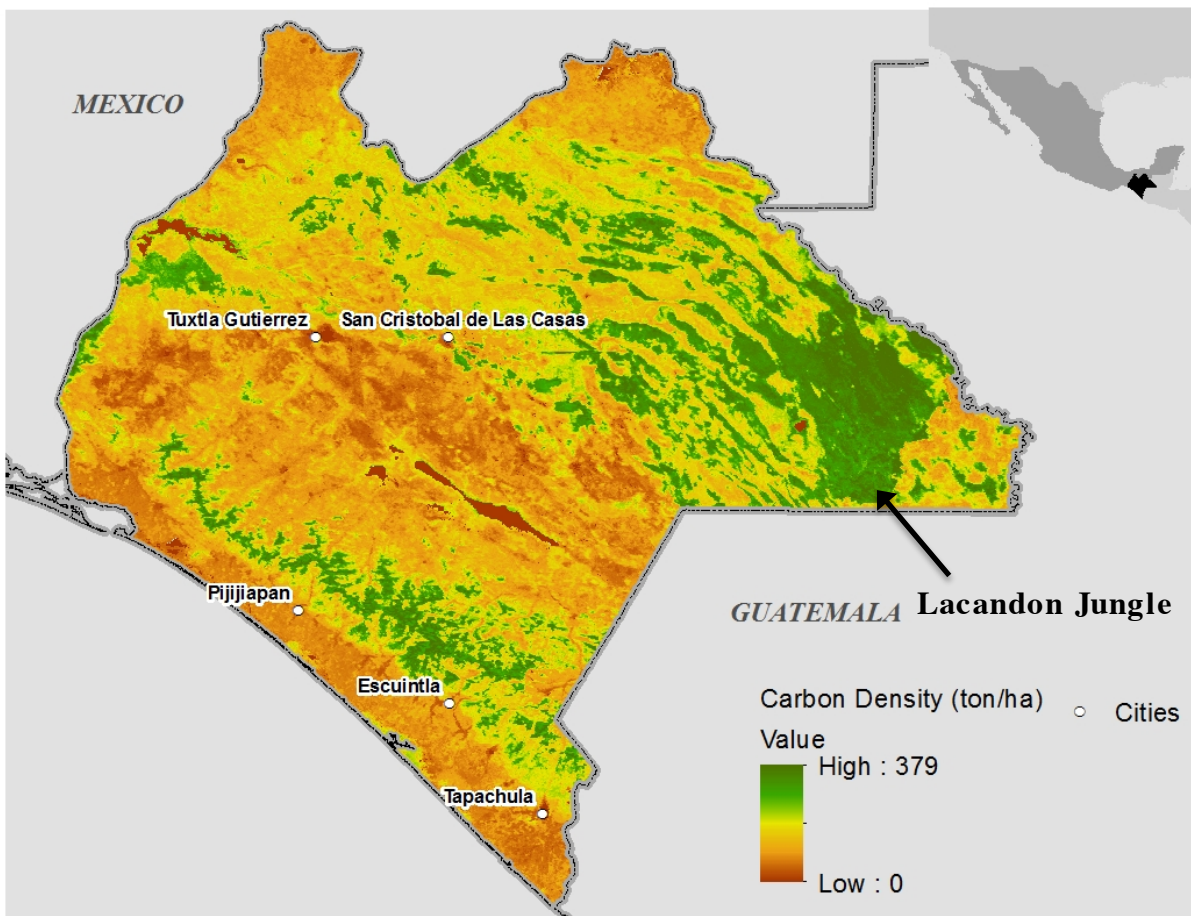 MEXICO
Tuxtla Gutierrez
San Cristobal de Las Casas
Pijijiapan
GUATEMALA
Lacandon Jungle
Escuintla
Tapachula
Carbon Density (ton/ha)
Value
High : 379
Low : 0
Cities